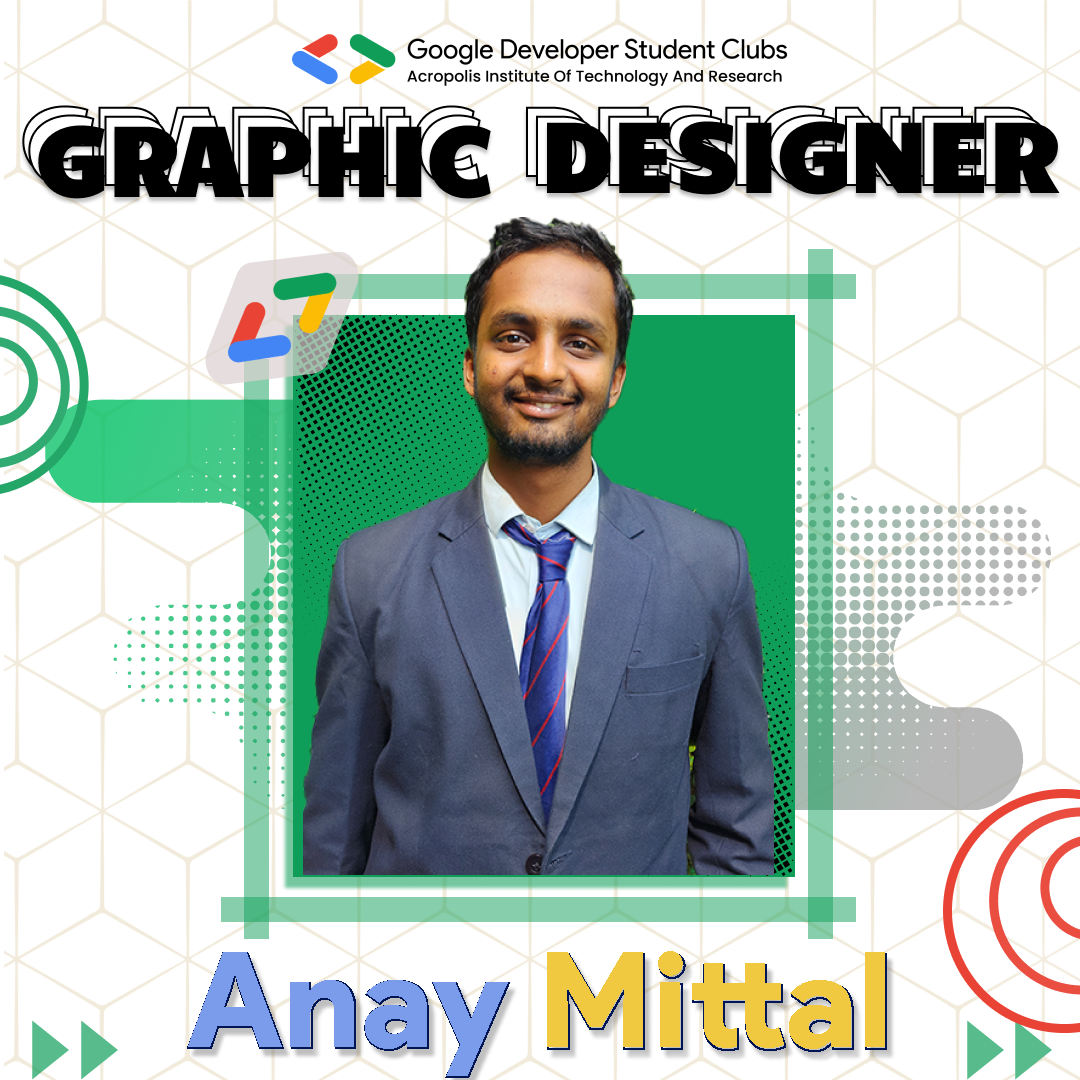 Google Developer Student Clubs
Acropolis Institute Of Technology And Research
GRAPHIC DESIGNER
Anay Mittal